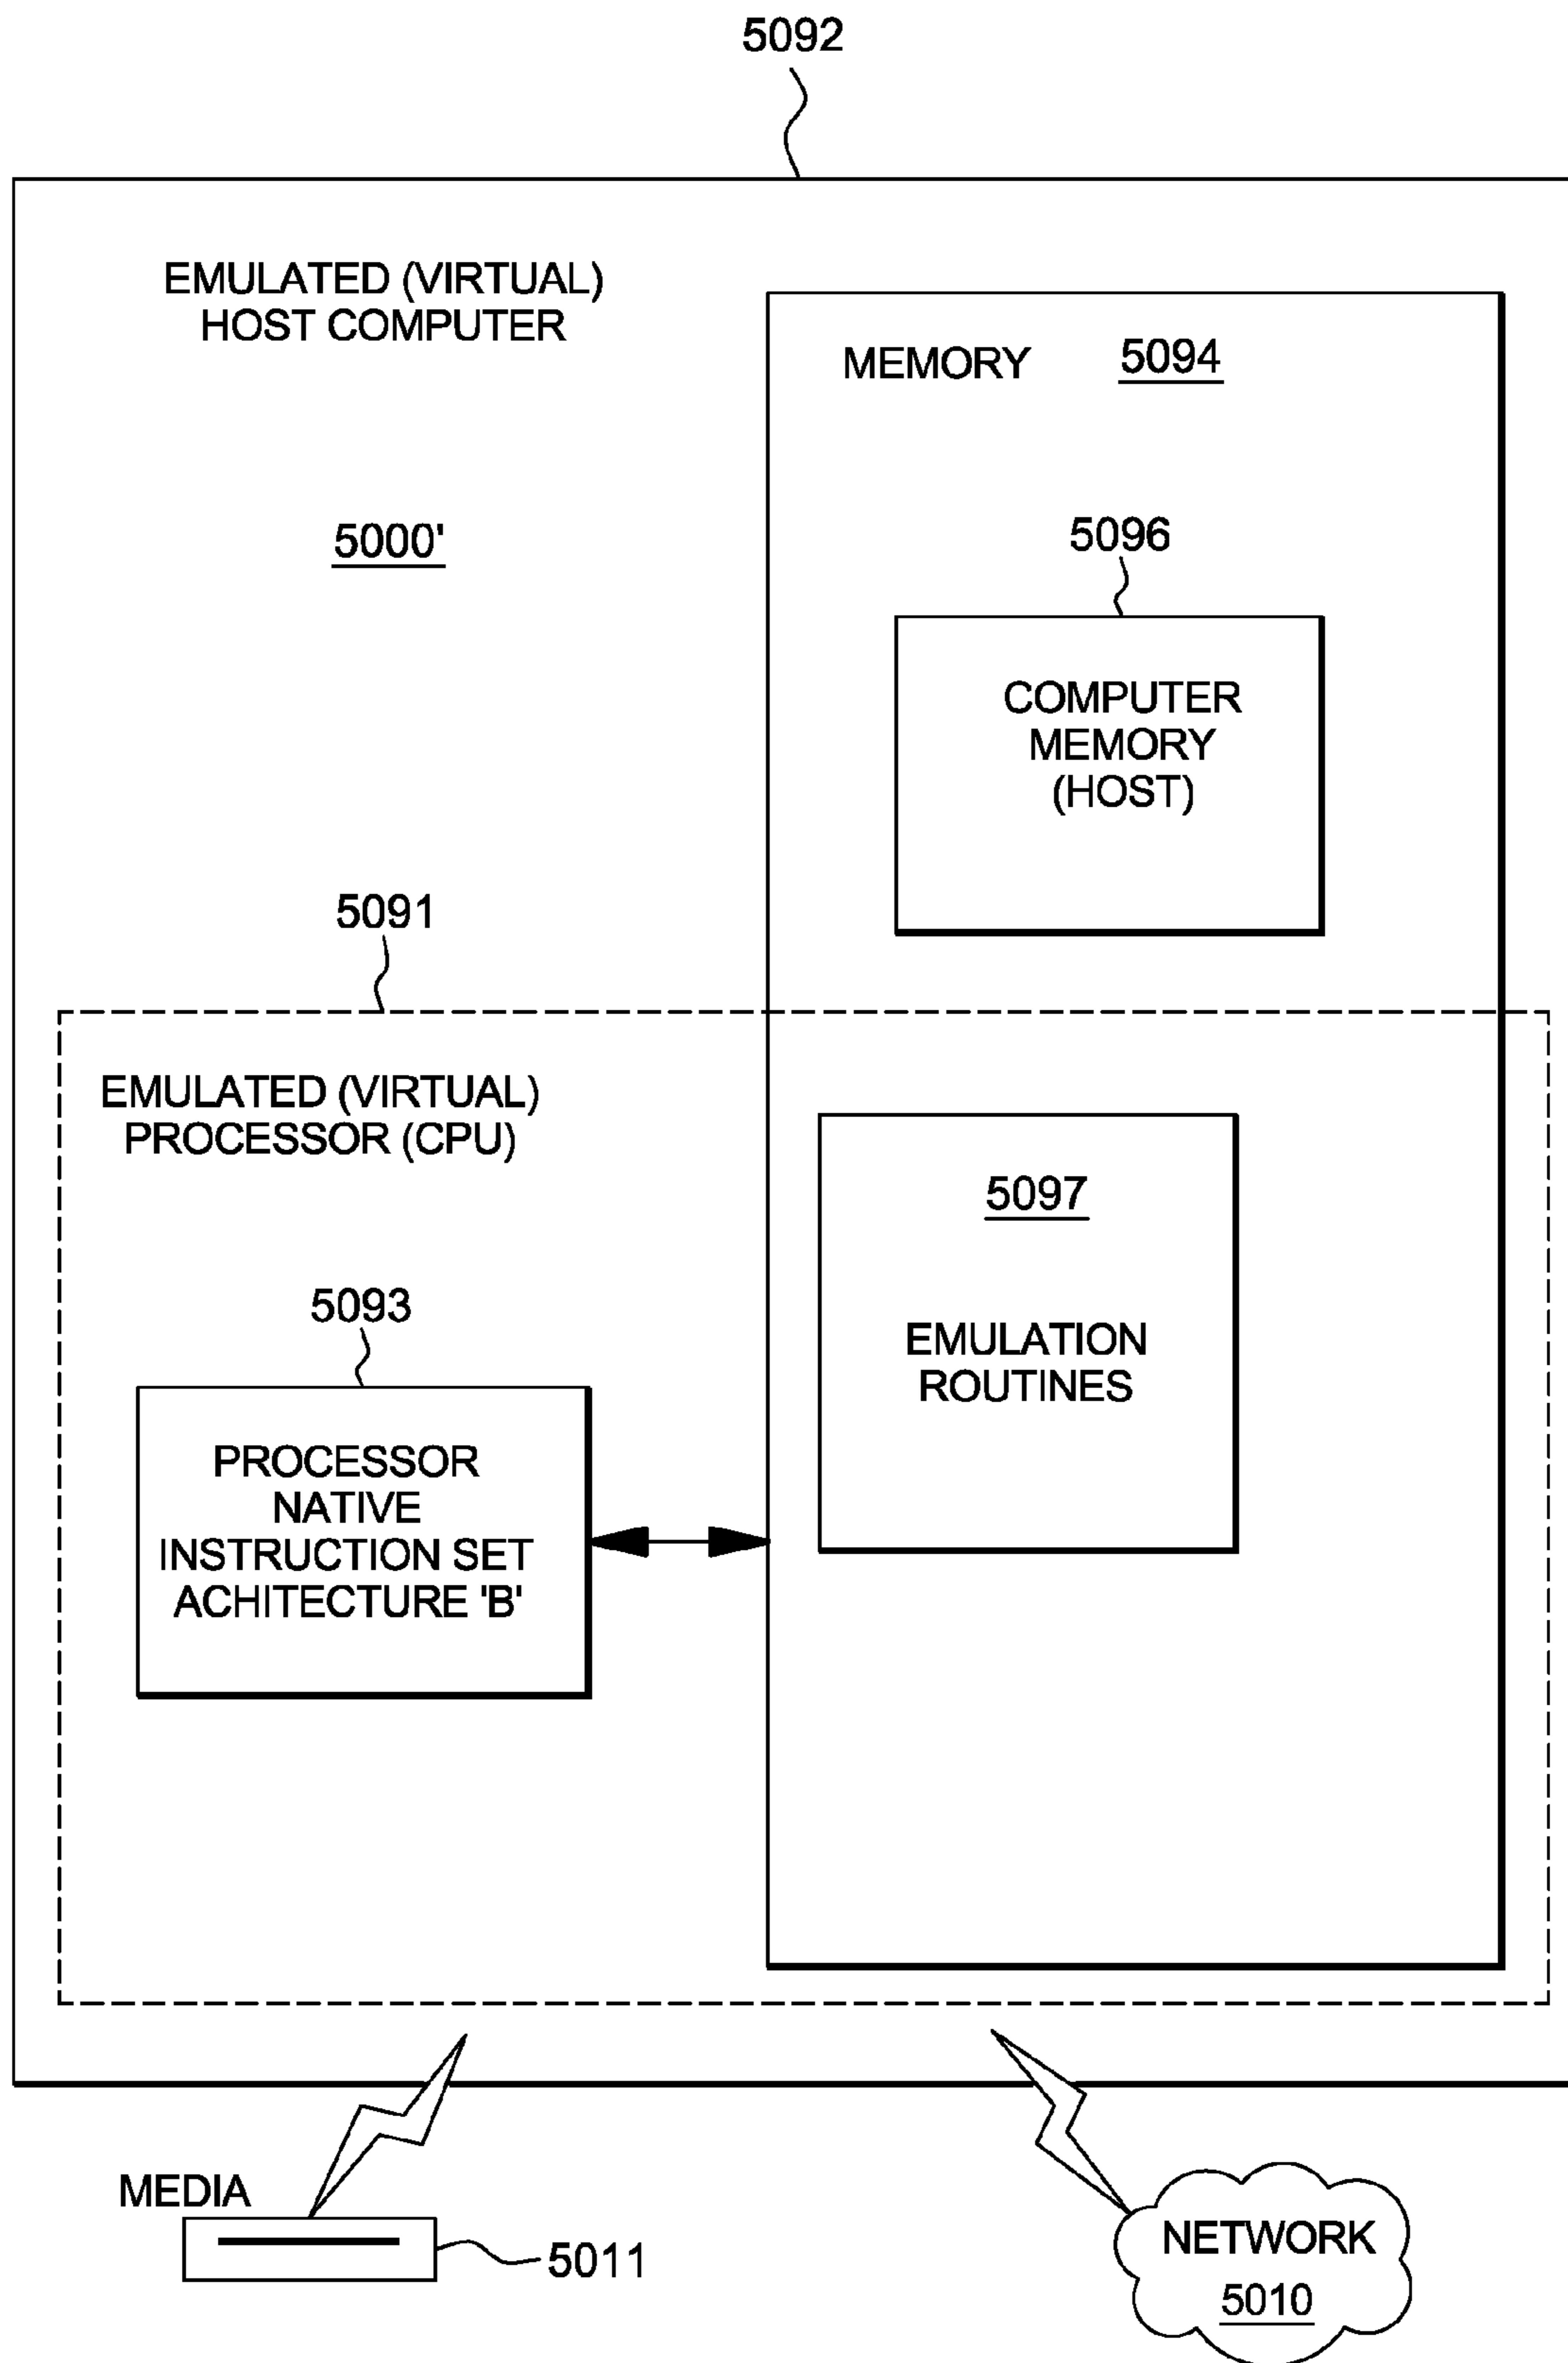 5092
EMULATED (VIRTUAL)
HOST COMPUTER
MEMORY 5094
5000'
5096
COMPUTER
MEMORY
(HOST)
5091
EMULATED (VIRTUAL)
PROCESSOR (CPU)
5097
EMULATION
ROUTINES
5093
PROCESSOR
NATIVE
INSTRUCTION SET
ACHITECTURE 'B'
MEDIA
5011
NETWORK
5010